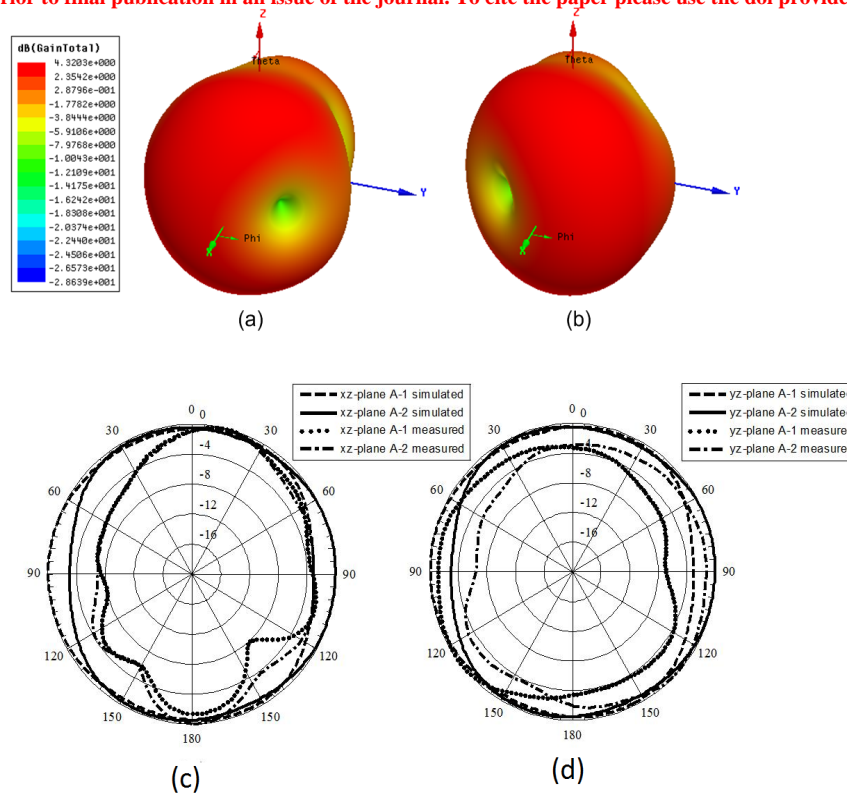 rior to final publication in an issue of the journal. To cite the paper please use the doi provide
dB(GainTotal)
4.3203e+000
2.3542e+000
2.8796e-001
-1.7782e+000
-3.8444e+000
-5.9106e+000
-7.9768e+000
-1.0043e+001
-1.2109e+001
-1.4175e+001
-1.6242e+001
-1.8308e+001
-2.0374e+001
-2.2440e+001
-2.4506e+001
-2.6573e+001
-2.8639e+001
Z
Theta
Y
Phi
X
(a)
Z
Theta
Y
Phi
X
(b)
xz-plane A-1 simulated
xz-plane A-2 simulated
xz-plane A-1 measured
xz-plane A-2 measured
0
0
30
30
-4
-8
60
60
-12
-16
90
90
120
120
150
150
180
(c)
yz-plane A-1 simulate
yz-plane A-2 simulated
yz-plane A-1 measured
yz-plane A-2 measure
0
30
30
-4
-8
60
60
-12
-16
90
90
120
120
150
150
180
(d)